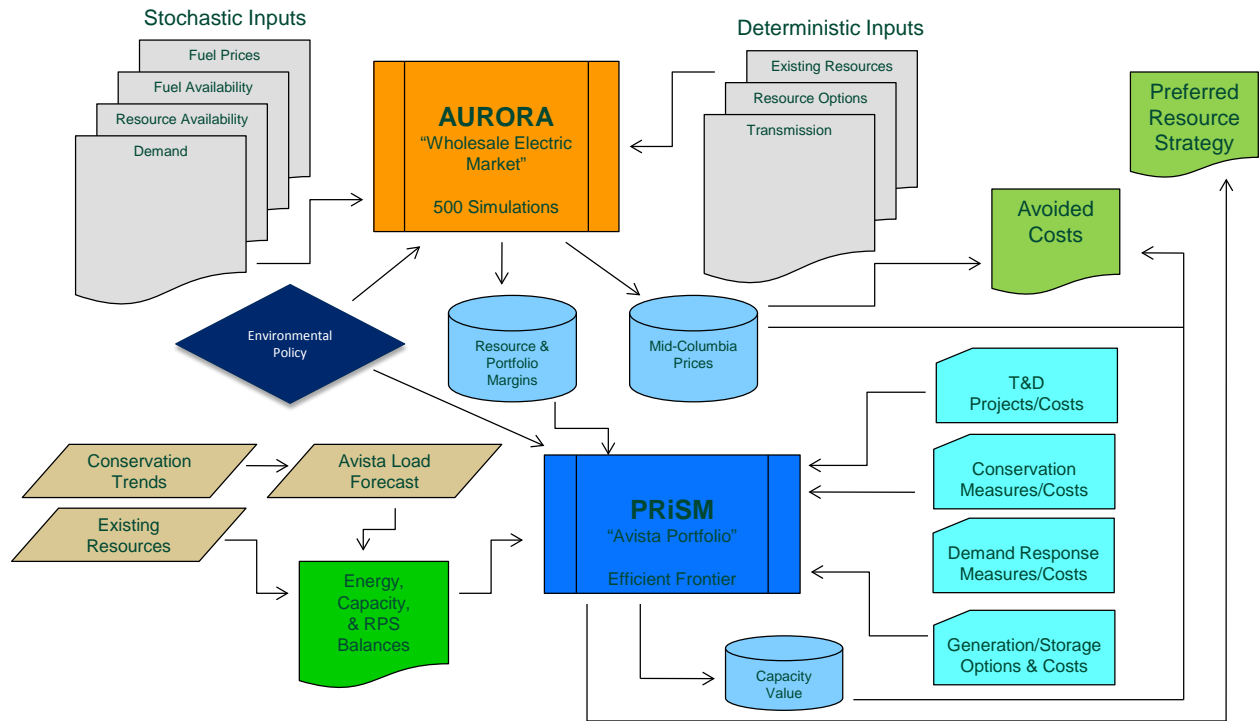 Stochastic Inputs
Fuel Prices
Fuel Availability
Resource Availability
Demand
AURORA
“Wholesale Electric
Market”
500 Simulations
Deterministic Inputs
Existing Resources
Resource Options
Transmission
Preferred
Resource
Strategy
Avoided
Costs
Environmental
Policy
Resource &
Portfolio
Margins
Mid-Columbia
Prices
T&D
Projects/Costs
Conservation
Measures/Costs
Demand Response
Measures/Costs
Generation/Storage
Options & Costs
Conservation
Trends
Avista Load
Forecast
Existing
Resources
Energy,
Capacity,
& RPS
Balances
PRiSM
“Avista Portfolio”
Efficient Frontier
Capacity
Value